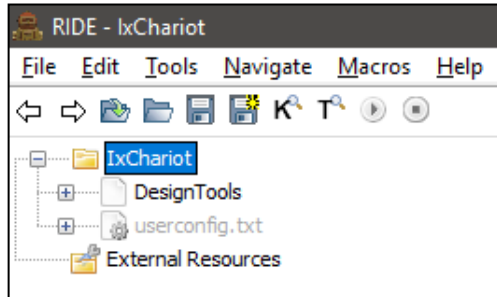 RIDE - IxChariot
File Edit Tools Navigate Macros Help
K T
IxChariot
DesignTools
userconfig.txt
External Resources